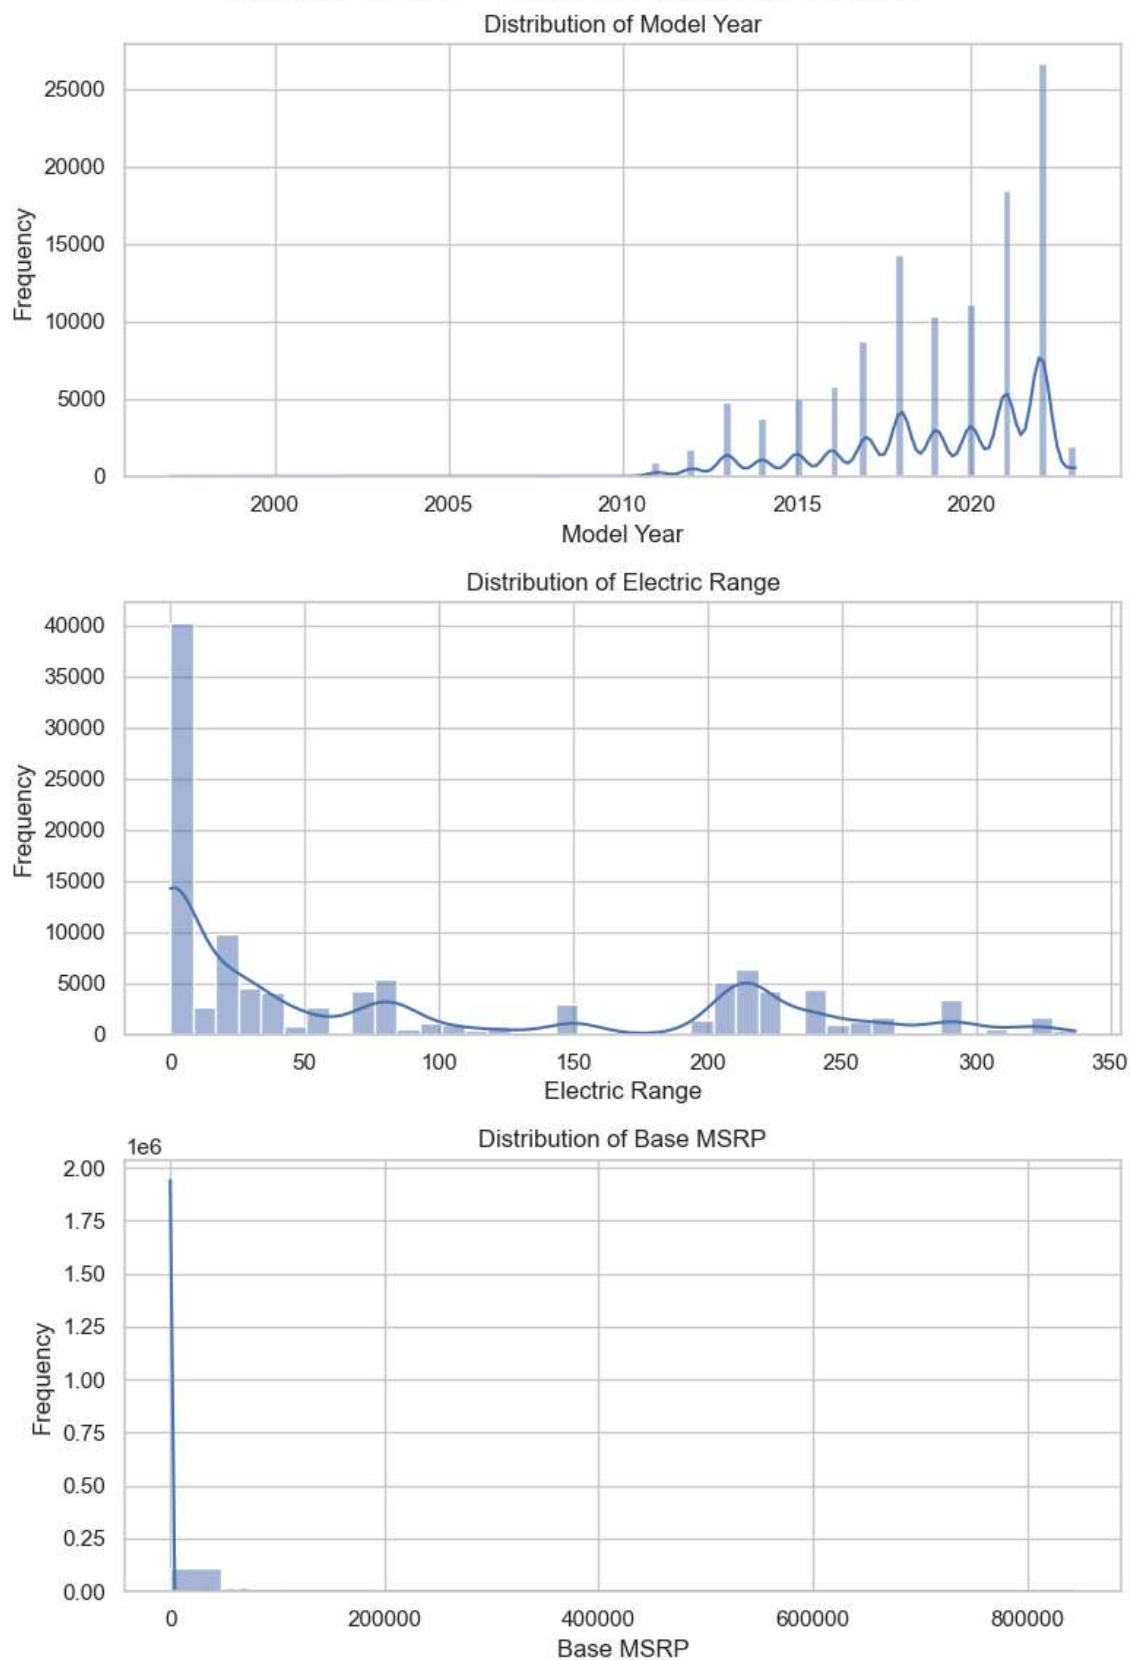 Distribution of Model Year
25000
20000
15000
10000
5000
0
Frequency
2000 2005 2010 2015 2020
Model Year
Distribution of Electric Range
40000
35000
30000
25000
20000
15000
10000
5000
0
Frequency
0 50 100 150 200 250 300 350
Electric Range
Distribution of Base MSRP
1e6
2.00
1.75
1.50
1.25
1.00
0.75
0.50
0.25
0.00
Frequency
0 200000 400000 600000 800000
Base MSRP